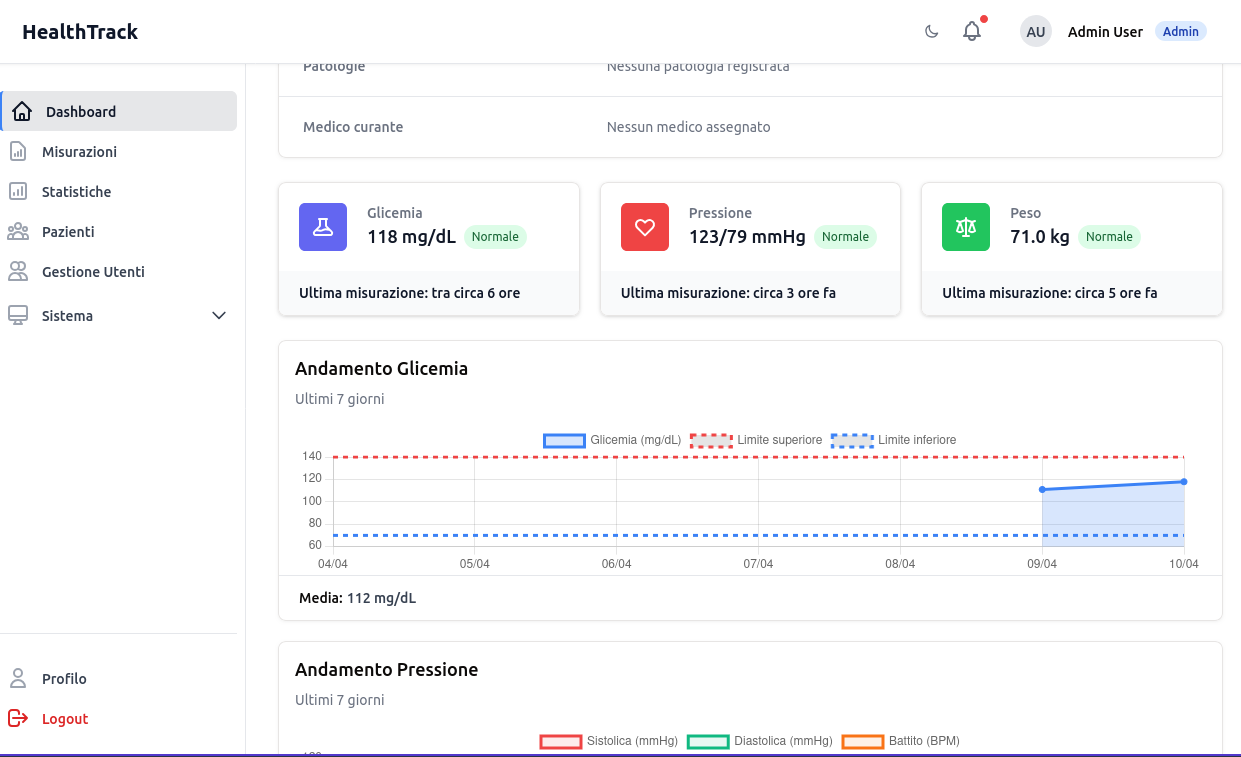 HealthTrack
AU Admin User Admin
Patologie Nessuna patologia registrata
Medico curante Nessun medico assegnato
Dashboard
Misurazioni
Statistiche
Pazienti
Gestione Utenti
Sistema
Profilo
Logout
Glicemia
118 mg/dL Normale
Ultima misurazione: tra circa 6 ore
Pressione
123/79 mmHg Normale
Ultima misurazione: circa 3 ore fa
Peso
71.0 kg Normale
Ultima misurazione: circa 5 ore fa
Andamento Glicemia
Ultimi 7 giorni
Glicemia (mg/dL) Limite superiore Limite inferiore
140
120
100
80
60
04/04 05/04 06/04 07/04 08/04 09/04 10/04
Media: 112 mg/dL
Andamento Pressione
Ultimi 7 giorni
Sistolica (mmHg) Diastolica (mmHg) Battito (BPM)